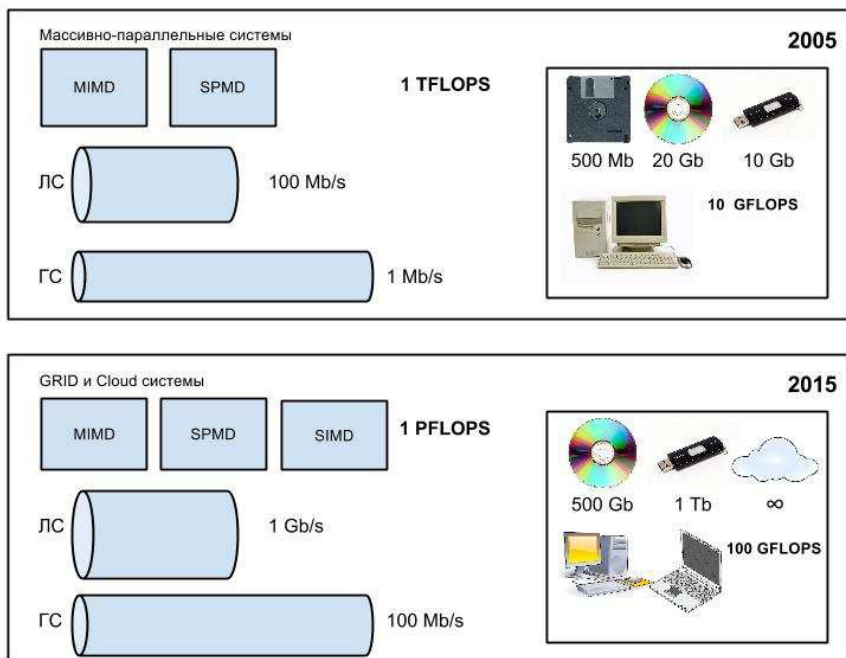 Массивно-параллельные системы
2005
MIMD
SPMD
1 TFLOPS
500 Mb
20 Gb
10 Gb
ЛС
100 Mb/s
10 GFLOPS
ГС
1 Mb/s
GRID и Cloud системы
2015
MIMD
SPMD
SIMD
1 PFLOPS
500 Gb
1 Tb
∞
ЛС
1 Gb/s
100 GFLOPS
ГС
100 Mb/s